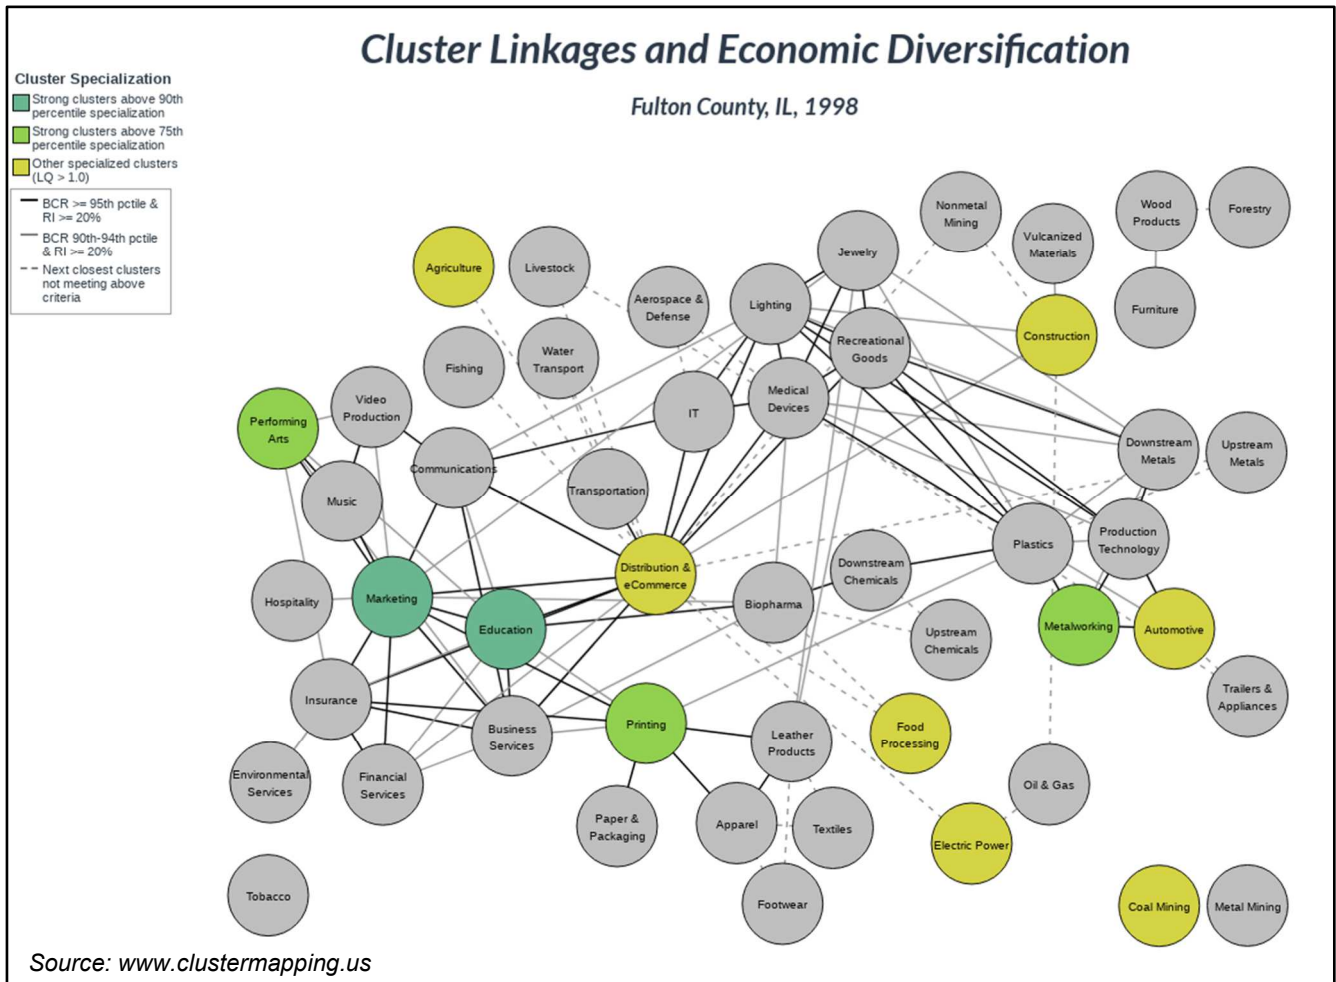 Cluster Linkages and Economic Diversification
Fulton County, IL, 1998
Cluster Specialization
Strong clusters above 90th
percentile specialization
Strong clusters above 75th
percentile specialization
Other specialized clusters
(LQ > 1.0)
BCR >= 95th pctile &
RI >= 20%
BCR 90th-94th pctile
& RI >= 20%
Next closest clusters
not meeting above
criteria
Nonmetal
Mining
Wood
Products
Forestry
Vulcanized
Materials
Jewelry
Agriculture
Livestock
Aerospace &
Defense
Lighting
Furniture
Construction
Recreational
Goods
Water
Transport
Fishing
Video
Production
Medical
Devices
IT
Performing
Arts
Downstream
Metals
Upstream
Metals
Communications
Transportation
Music
Production
Technology
Plastics
Downstream
Chemicals
Distribution &
eCommerce
Marketing
Hospitality
Biopharma
Education
Metalworking
Automotive
Upstream
Chemicals
Trailers &
Appliances
Insurance
Printing
Business
Services
Leather
Products
Food
Processing
Environmental
Services
Financial
Services
Oil & Gas
Paper &
Packaging
Apparel
Textiles
Electric Power
Tobacco
Footwear
Coal Mining
Metal Mining
Source: www.clustermapping.us